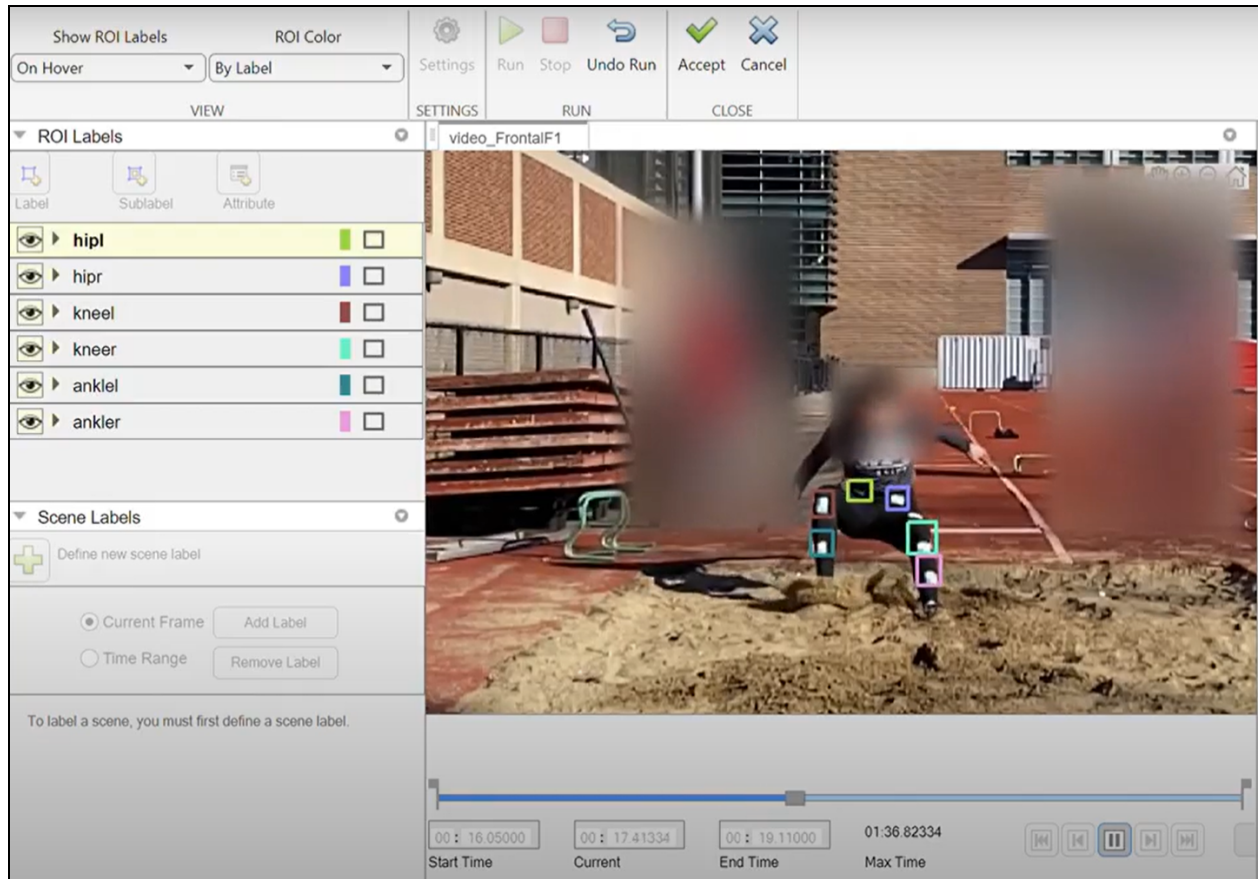 Show ROI Labels
ROI Color
On Hover
By Label
Settings
Run
Stop
Undo Run
Accept
Cancel
VIEW
SETTINGS
RUN
CLOSE
ROI Labels
video_FrontalF1
Label
Sublabel
Attribute
hipl
hipr
kneel
kneer
anklel
ankler
Scene Labels
Define new scene label
Current Frame
Add Label
Time Range
Remove Label
To label a scene, you must first define a scene label.
00 : 16.05000
00 : 17.41334
00 : 19.11000
01:36.82334
Start Time
Current
End Time
Max Time